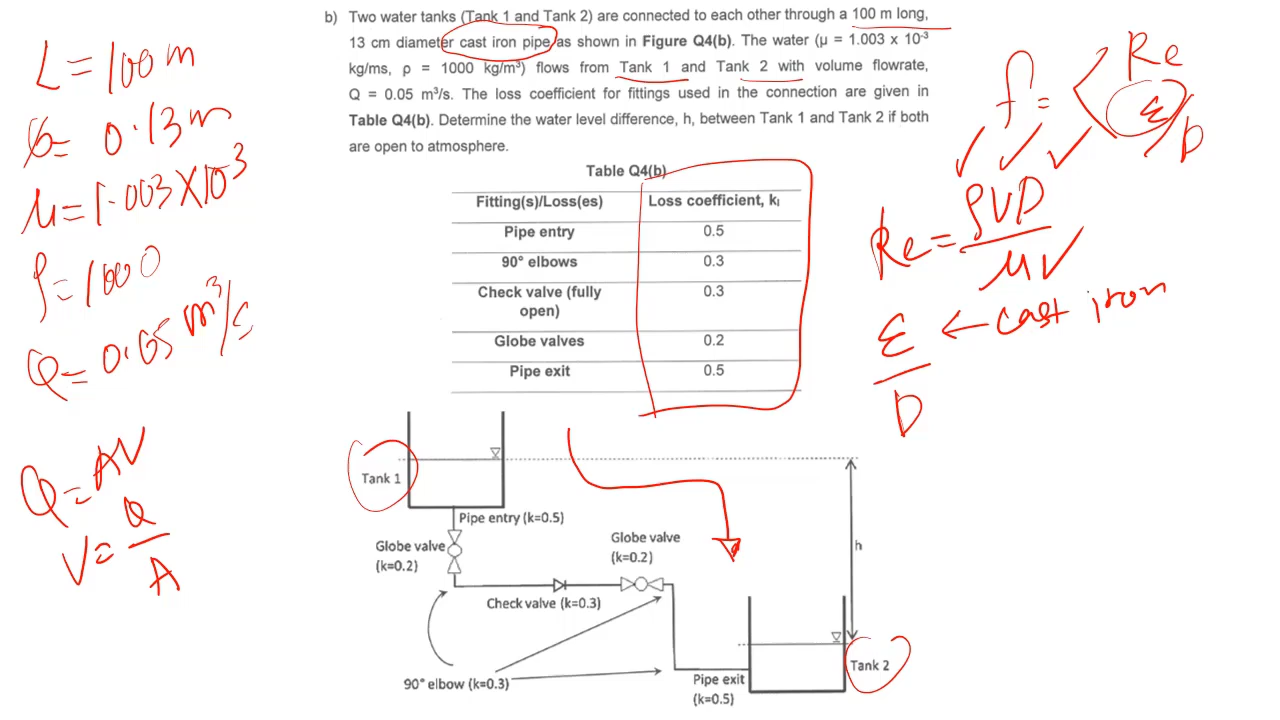 b) Two water tanks (Tank 1 and Tank 2) are connected to each other through a 100 m long,
13 cm diameter cast iron pipe as shown in Figure Q4(b). The water (μ = 1.003 x 10⁻³
kg/ms, ρ = 1000 kg/m³) flows from Tank 1 and Tank 2 with volume flowrate,
Q = 0.05 m³/s. The loss coefficient for fittings used in the connection are given in
Table Q4(b). Determine the water level difference, h, between Tank 1 and Tank 2 if both
are open to atmosphere.
Table Q4(b)
Fitting(s)/Loss(es) Loss coefficient, kₗ
Pipe entry 0.5
90° elbows 0.3
Check valve (fully open) 0.3
Globe valves 0.2
Pipe exit 0.5
Tank 1
Pipe entry (k=0.5)
Globe valve
(k=0.2)
Globe valve
(k=0.2)
h
Check valve (k=0.3)
90° elbow (k=0.3)
Pipe exit
(k=0.5)
Tank 2
L = 100 m
ϕ = 0.13 m
μ = 1.003 × 10³
ρ = 1000
Q = 0.05 m³/s
Q = AV
V = Q/A
f = Re
ε/D
Re = ρVD/μ
ε/D ← cast iron